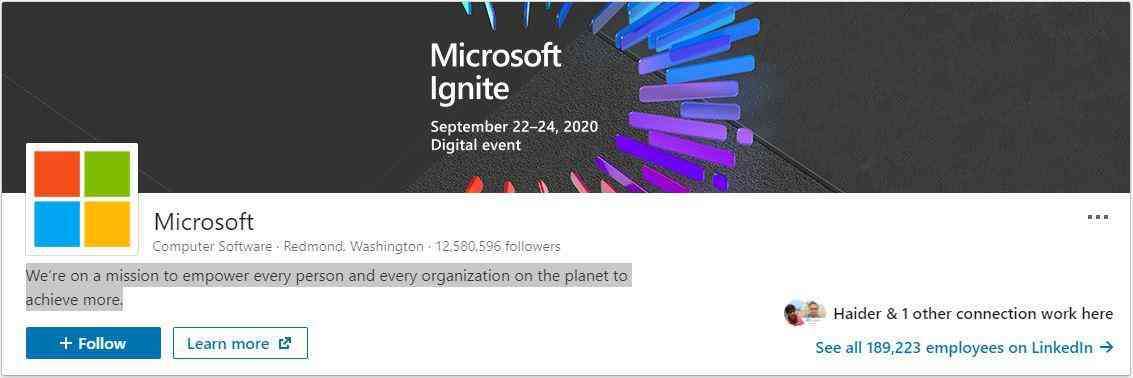 Microsoft
Ignite
September 22–24, 2020
Digital event
Microsoft
Computer Software · Redmond, Washington · 12,580,596 followers
We're on a mission to empower every person and every organization on the planet to
achieve more.
Haider & 1 other connection work here
+ Follow
Learn more
See all 189,223 employees on LinkedIn →